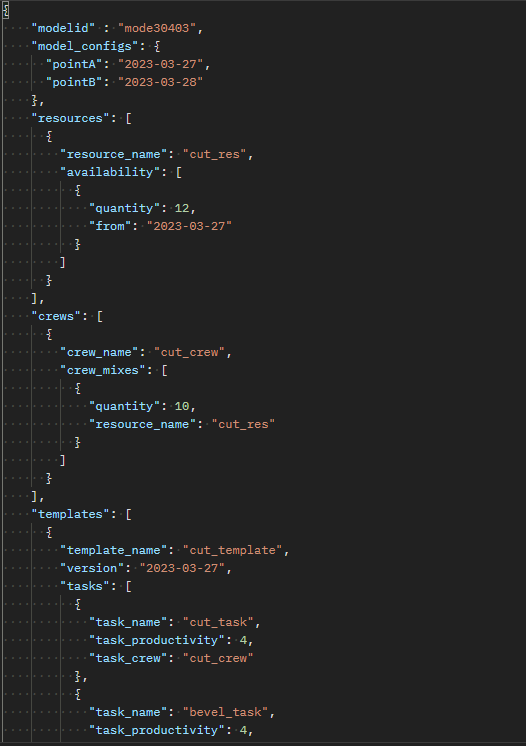 {
"modelid" : "mode30403",
"model_configs": {
"pointA": "2023-03-27",
"pointB": "2023-03-28"
},
"resources": [
{
"resource_name": "cut_res",
"availability": [
{
"quantity": 12,
"from": "2023-03-27"
}
]
}
],
"crews": [
{
"crew_name": "cut_crew",
"crew_mixes": [
{
"quantity": 10,
"resource_name": "cut_res"
}
]
}
],
"templates": [
{
"template_name": "cut_template",
"version": "2023-03-27",
"tasks": [
{
"task_name": "cut_task",
"task_productivity": 4,
"task_crew": "cut_crew"
},
{
"task_name": "bevel_task",
"task_productivity": 4,